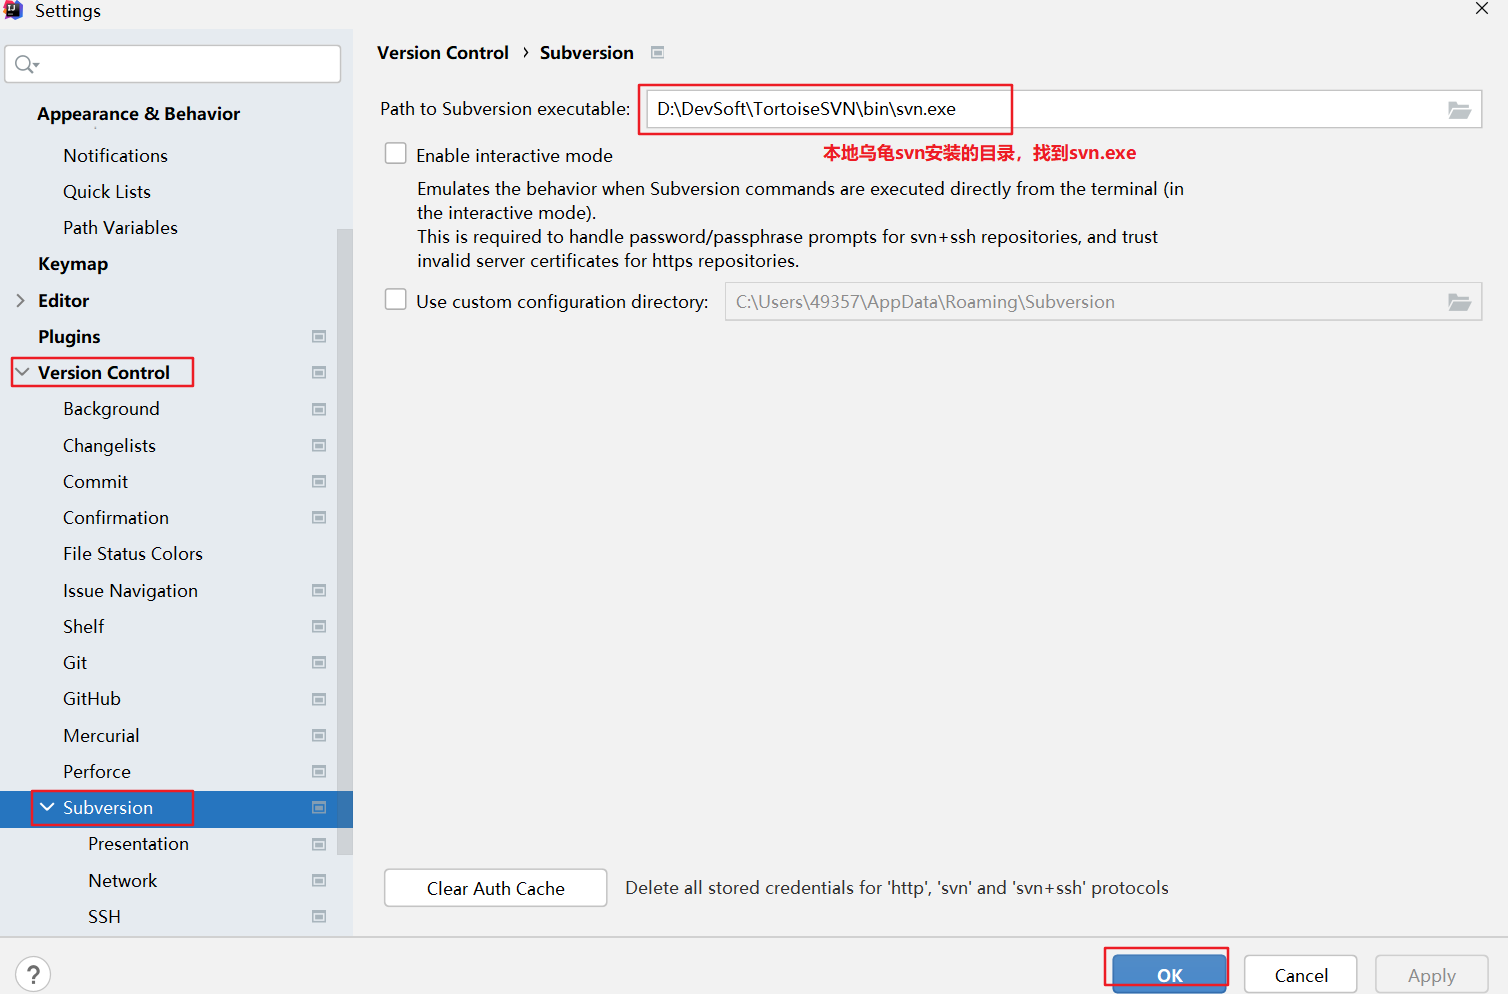 Settings
Appearance & Behavior
Notifications
Quick Lists
Path Variables
Keymap
Editor
Plugins
Version Control
Background
Changelists
Commit
Confirmation
File Status Colors
Issue Navigation
Shelf
Git
GitHub
Mercurial
Perforce
Subversion
Presentation
Network
SSH
?
Version Control › Subversion
Path to Subversion executable: D:\DevSoft\TortoiseSVN\bin\svn.exe
Enable interactive mode
本地乌龟svn安装的目录，找到svn.exe
Emulates the behavior when Subversion commands are executed directly from the terminal (in
the interactive mode).
This is required to handle password/passphrase prompts for svn+ssh repositories, and trust
invalid server certificates for https repositories.
Use custom configuration directory: C:\Users\49357\AppData\Roaming\Subversion
Clear Auth Cache Delete all stored credentials for 'http', 'svn' and 'svn+ssh' protocols
OK Cancel Apply